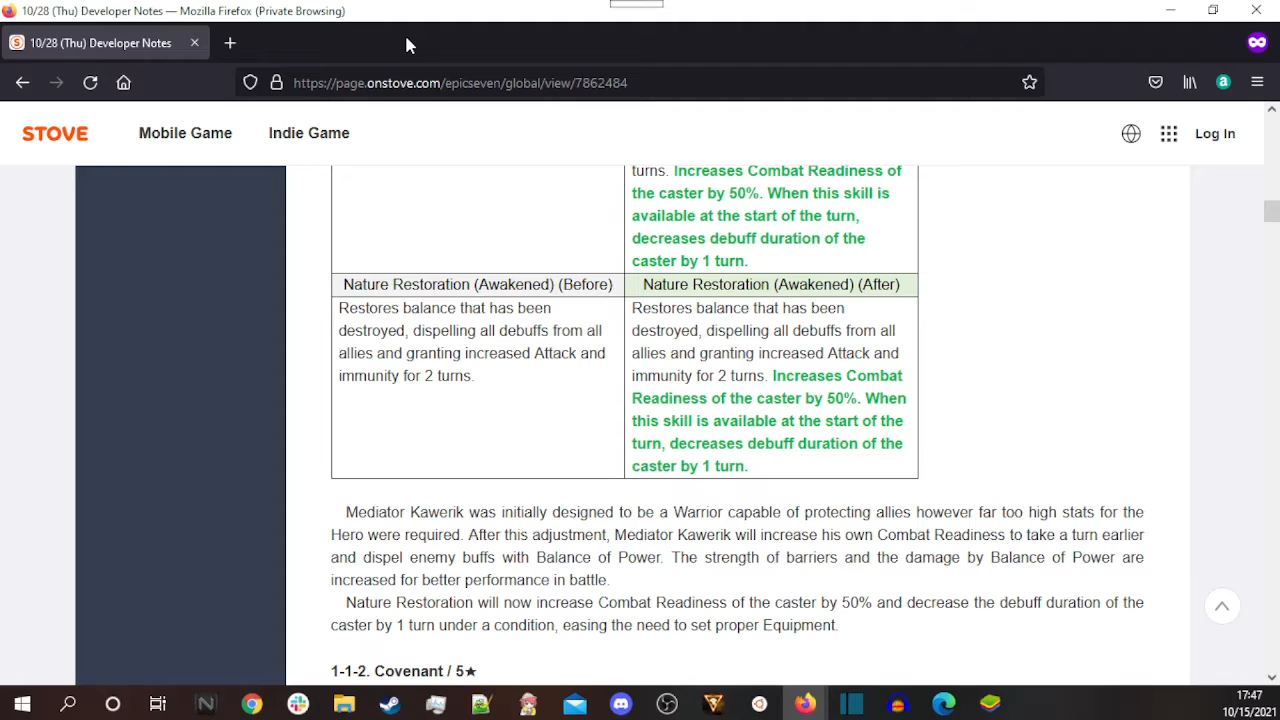 10/28 (Thu) Developer Notes — Mozilla Firefox (Private Browsing)
10/28 (Thu) Developer Notes
https://page.onstove.com/epicseven/global/view/7862484
STOVE
Mobile Game
Indie Game
Log In
turns. Increases Combat Readiness of
the caster by 50%. When this skill is
available at the start of the turn,
decreases debuff duration of the
caster by 1 turn.
Nature Restoration (Awakened) (Before)
Nature Restoration (Awakened) (After)
Restores balance that has been
destroyed, dispelling all debuffs from all
allies and granting increased Attack and
immunity for 2 turns.
Restores balance that has been
destroyed, dispelling all debuffs from all
allies and granting increased Attack and
immunity for 2 turns. Increases Combat
Readiness of the caster by 50%. When
this skill is available at the start of the
turn, decreases debuff duration of the
caster by 1 turn.
Mediator Kawerik was initially designed to be a Warrior capable of protecting allies however far too high stats for the
Hero were required. After this adjustment, Mediator Kawerik will increase his own Combat Readiness to take a turn earlier
and dispel enemy buffs with Balance of Power. The strength of barriers and the damage by Balance of Power are
increased for better performance in battle.
Nature Restoration will now increase Combat Readiness of the caster by 50% and decrease the debuff duration of the
caster by 1 turn under a condition, easing the need to set proper Equipment.
1-1-2. Covenant / 5★
17:47
10/15/2021